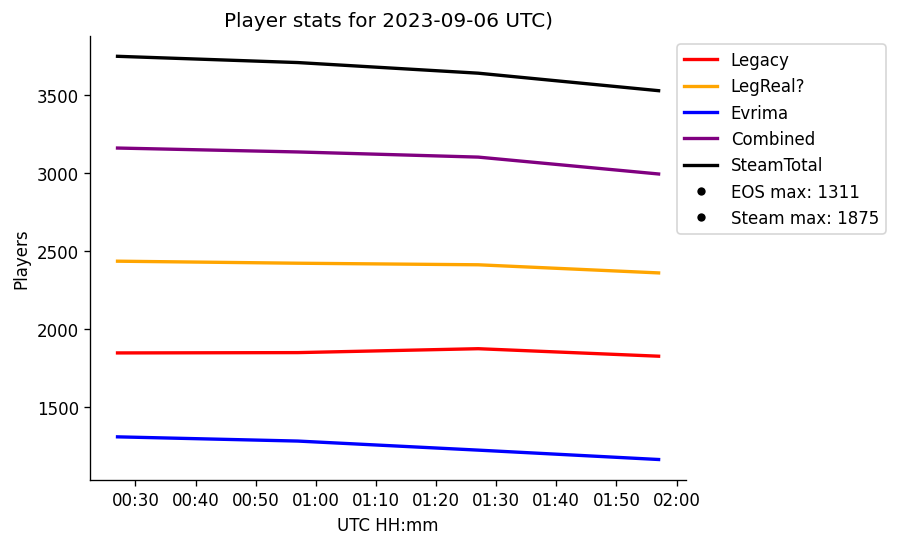 Player stats for 2023-09-06 UTC)
Legacy
LegReal?
Evrima
Combined
SteamTotal
EOS max: 1311
Steam max: 1875
Players
3500
3000
2500
2000
1500
00:30 00:40 00:50 01:00 01:10 01:20 01:30 01:40 01:50 02:00
UTC HH:mm